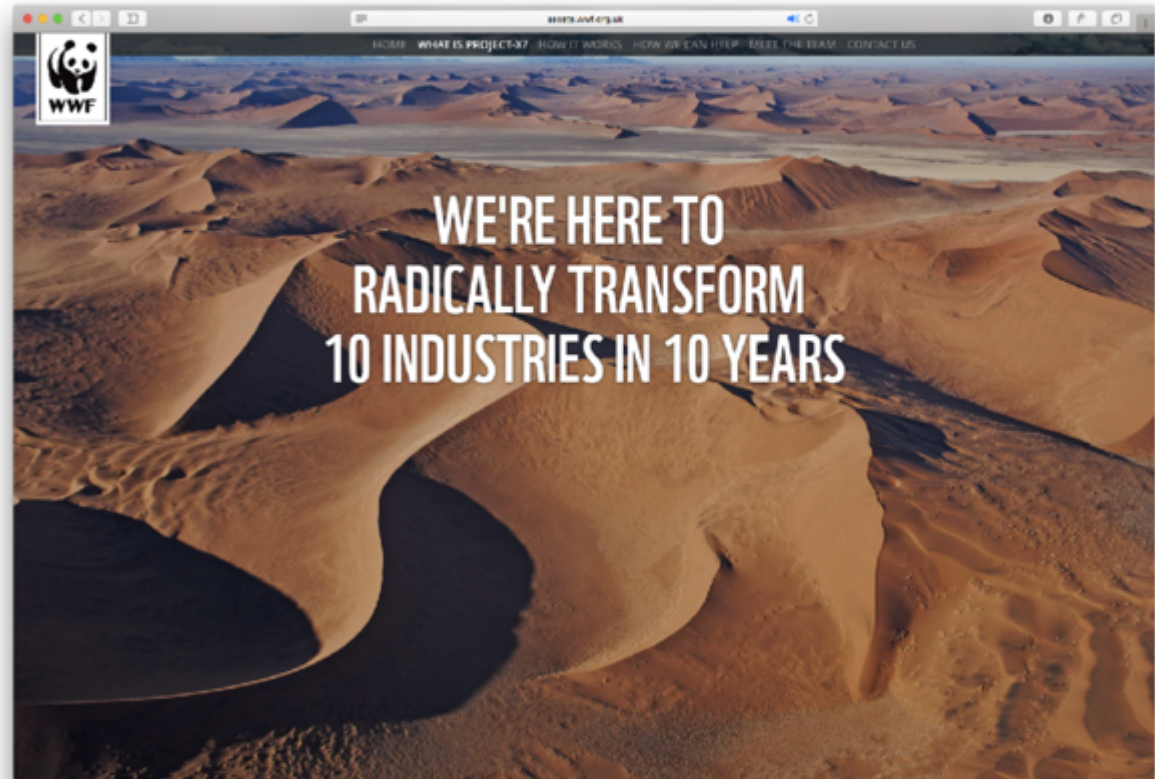 HOME WHAT IS PROJECT-X? HOW IT WORKS HOW WE CAN HELP MEET THE TEAM CONTACT US
WWF
WE'RE HERE TO
RADICALLY TRANSFORM
10 INDUSTRIES IN 10 YEARS